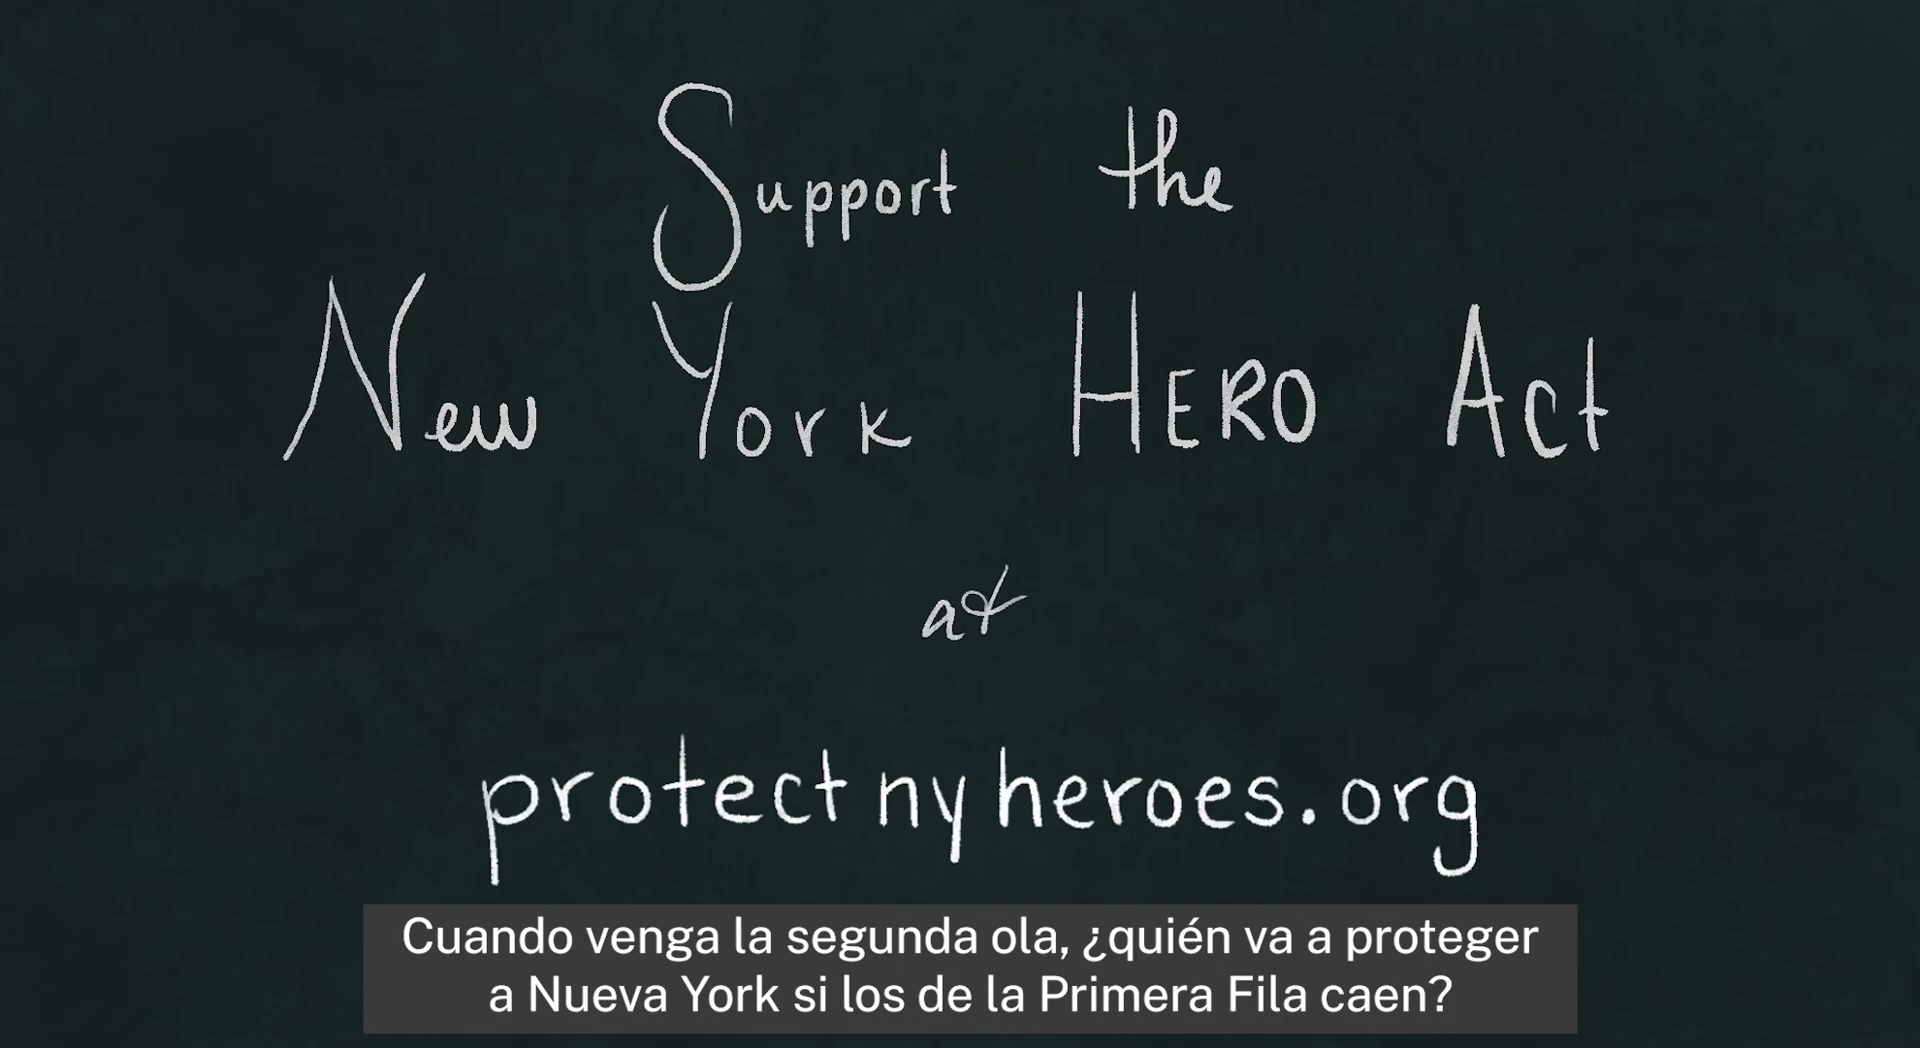 Support the
New York HERO Act
at
protectnyheroes.org
Cuando venga la segunda ola, ¿quién va a proteger
a Nueva York si los de la Primera Fila caen?